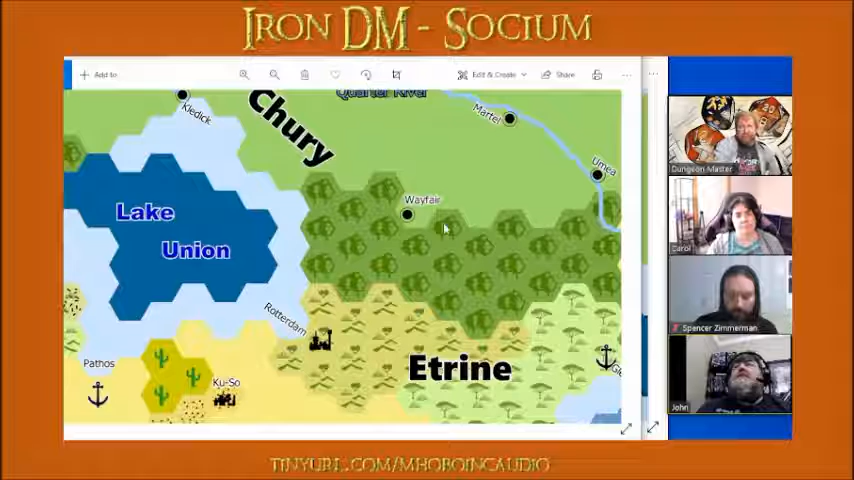 IRON DM - SOCIUM
Add to
Edit & Create
Share
Quarter River
Kledick
Chury
Martel
Umea
Wayfair
Lake
Union
Rotterdam
Etrine
Pathos
Ku-So
Dungeon Master
Carol
Spencer Zimmerman
John
TINYURL.COM/MHOBOINCAUDIO